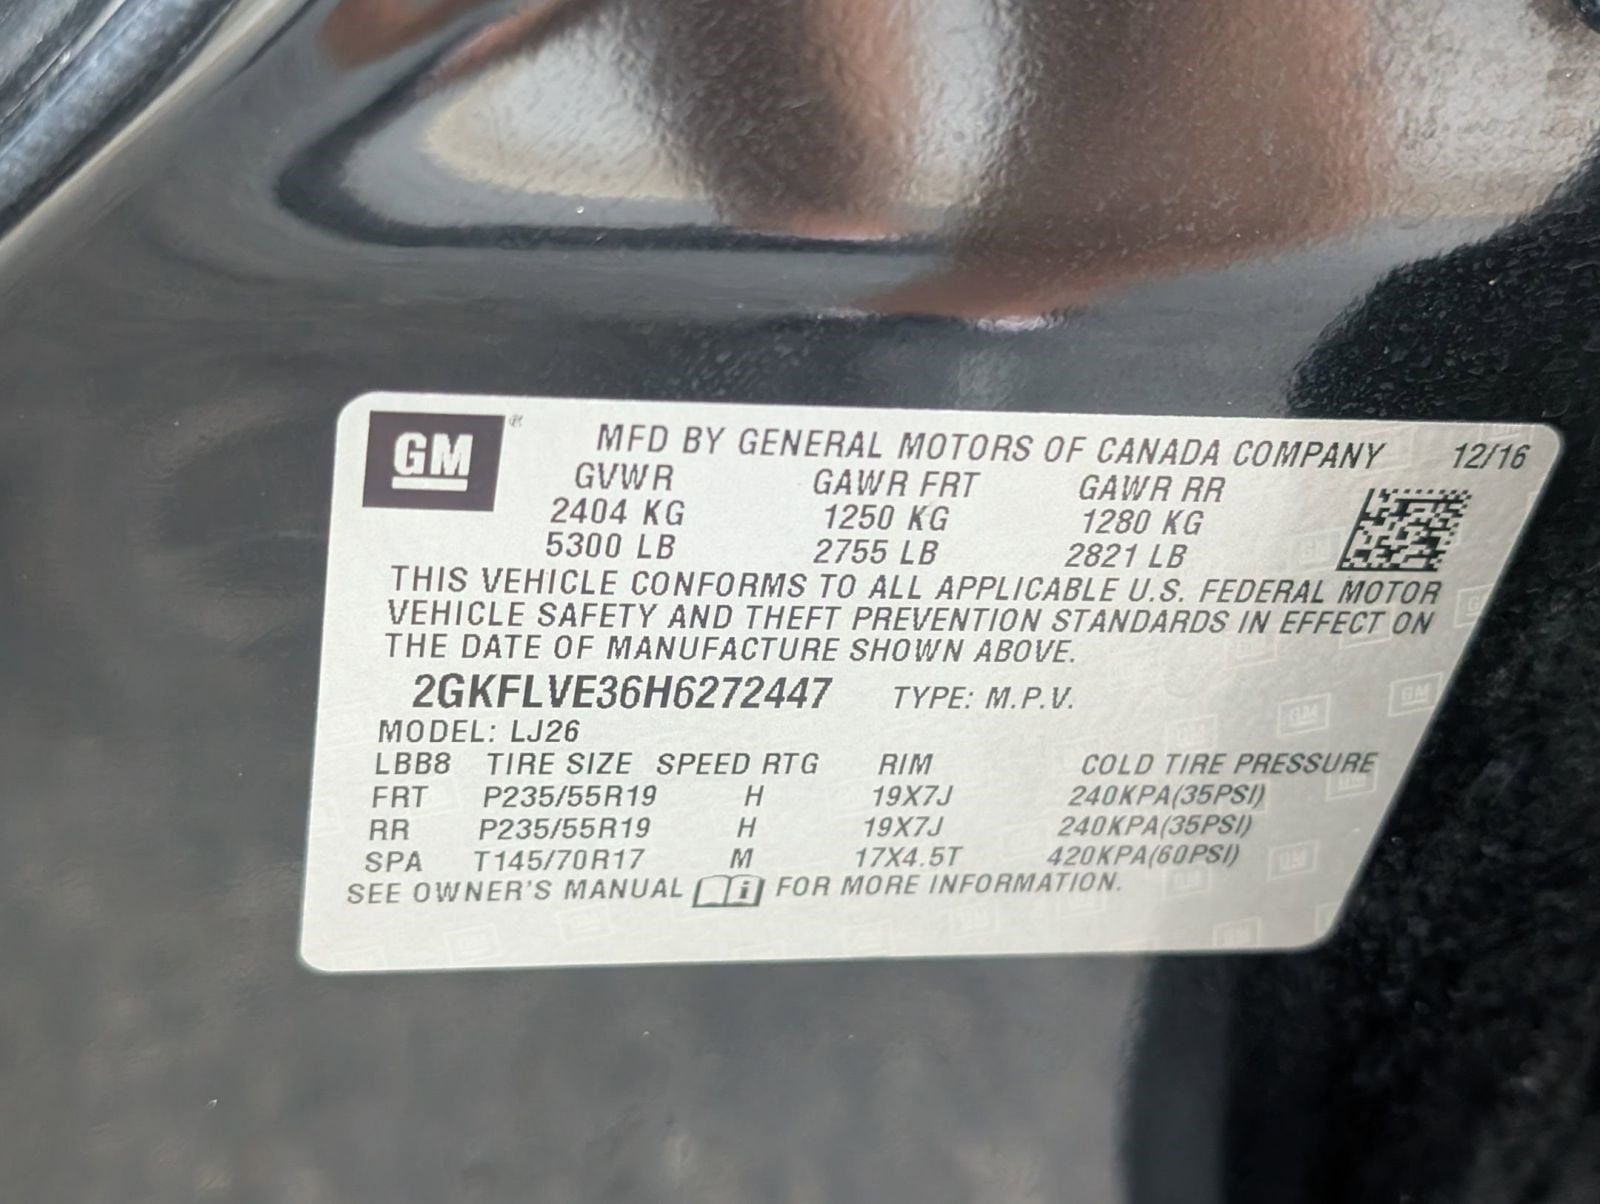 GM ® MFD BY GENERAL MOTORS OF CANADA COMPANY 12/16
GVWR GAWR FRT GAWR RR
2404 KG 1250 KG 1280 KG
5300 LB 2755 LB 2821 LB
THIS VEHICLE CONFORMS TO ALL APPLICABLE U.S. FEDERAL MOTOR
VEHICLE SAFETY AND THEFT PREVENTION STANDARDS IN EFFECT ON
THE DATE OF MANUFACTURE SHOWN ABOVE.
2GKFLVE36H6272447 TYPE: M.P.V.
MODEL: LJ26
LBB8 TIRE SIZE SPEED RTG RIM COLD TIRE PRESSURE
FRT P235/55R19 H 19X7J 240KPA(35PSI)
RR P235/55R19 H 19X7J 240KPA(35PSI)
SPA T145/70R17 M 17X4.5T 420KPA(60PSI)
SEE OWNER'S MANUAL i FOR MORE INFORMATION.